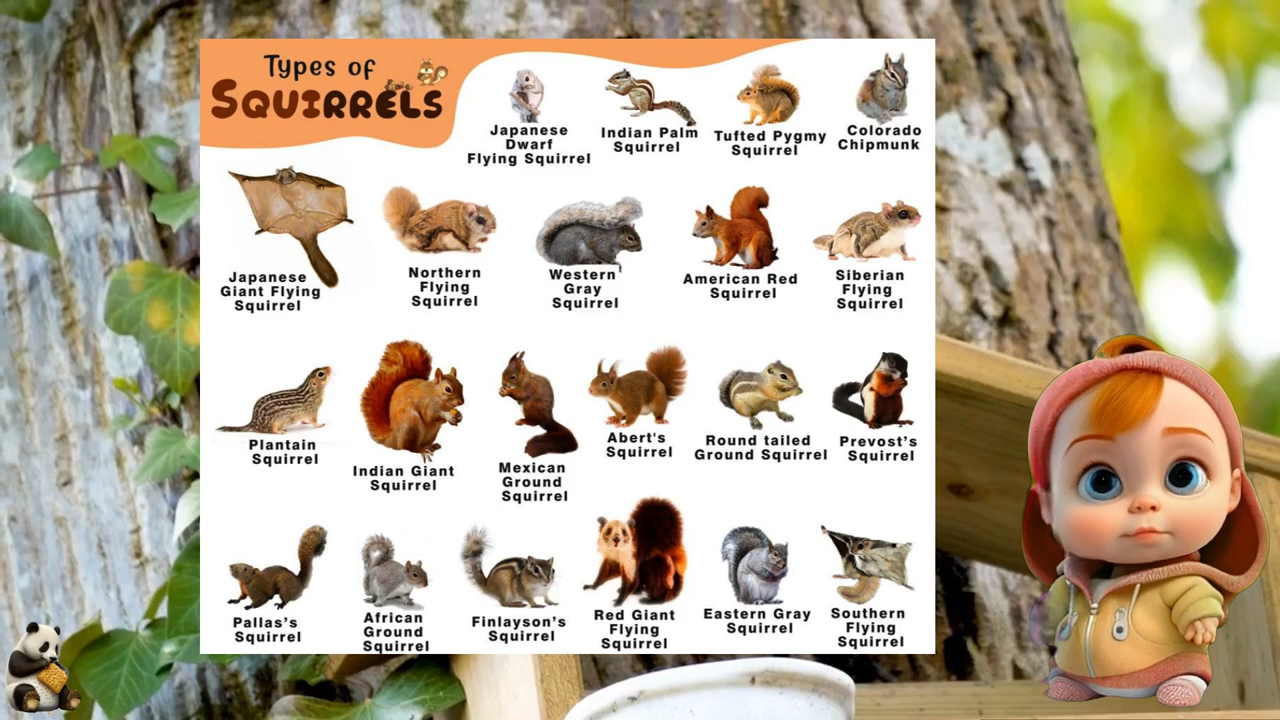 Types of
SQUIRRELS
Japanese
Dwarf
Flying Squirrel
Indian Palm
Squirrel
Tufted Pygmy
Squirrel
Colorado
Chipmunk
Japanese
Giant Flying
Squirrel
Northern
Flying
Squirrel
Western
Gray
Squirrel
American Red
Squirrel
Siberian
Flying
Squirrel
Plantain
Squirrel
Indian Giant
Squirrel
Mexican
Ground
Squirrel
Abert's
Squirrel
Round tailed
Ground Squirrel
Prevost's
Squirrel
Pallas's
Squirrel
African
Ground
Squirrel
Finlayson's
Squirrel
Red Giant
Flying
Squirrel
Eastern Gray
Squirrel
Southern
Flying
Squirrel